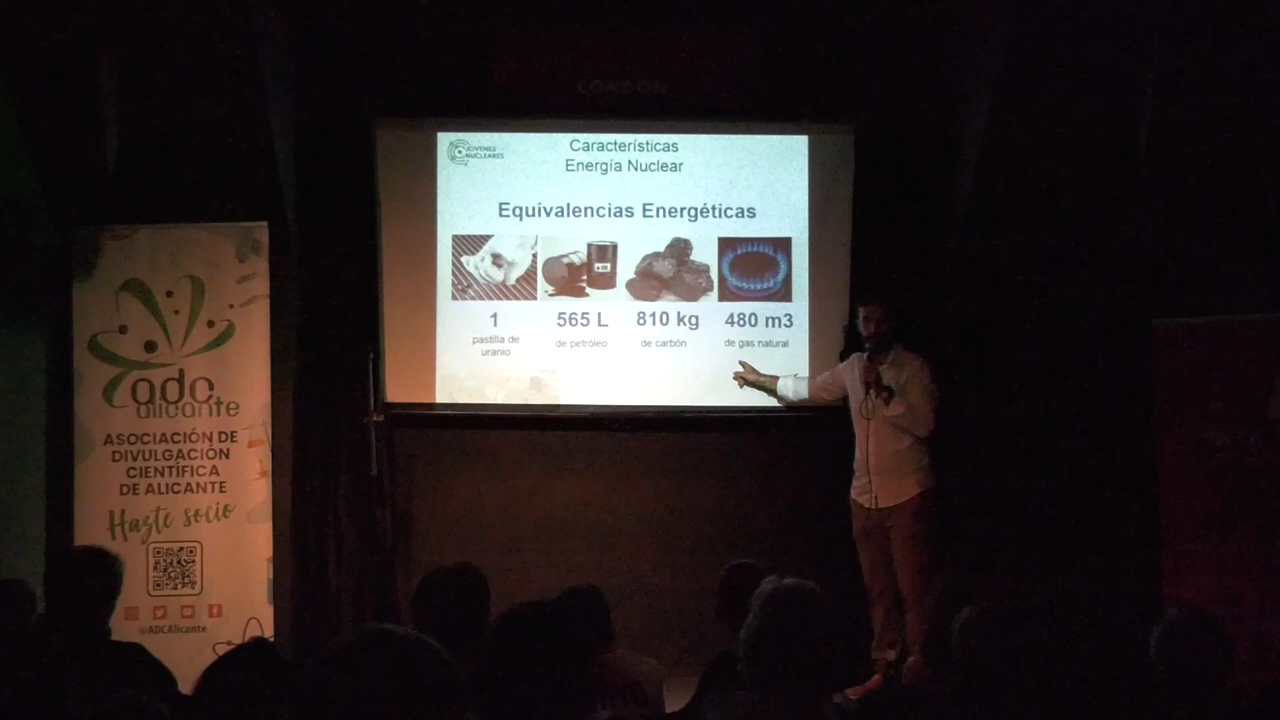 JÓVENES
NUCLEARES
Características
Energía Nuclear
Equivalencias Energéticas
1
pastilla de
uranio
565 L
de petróleo
810 kg
de carbón
480 m3
de gas natural
OIL
adc
alicante
ASOCIACIÓN DE
DIVULGACIÓN
CIENTÍFICA
DE ALICANTE
Hazte socio
@ADCAlicante